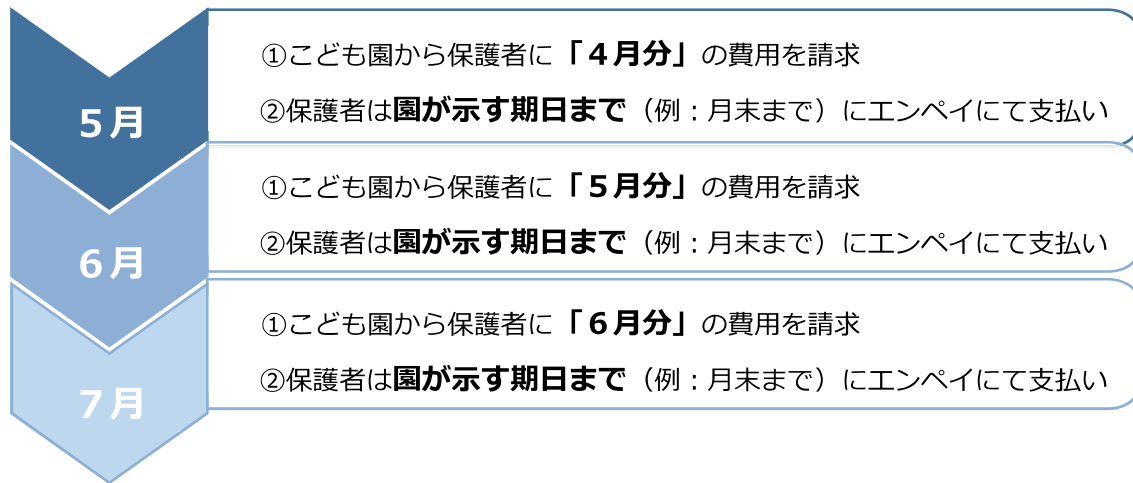 5月
①こども園から保護者に「４月分」の費用を請求
②保護者は園が示す期日まで（例：月末まで）にエンペイにて支払い
6月
①こども園から保護者に「５月分」の費用を請求
②保護者は園が示す期日まで（例：月末まで）にエンペイにて支払い
7月
①こども園から保護者に「６月分」の費用を請求
②保護者は園が示す期日まで（例：月末まで）にエンペイにて支払い